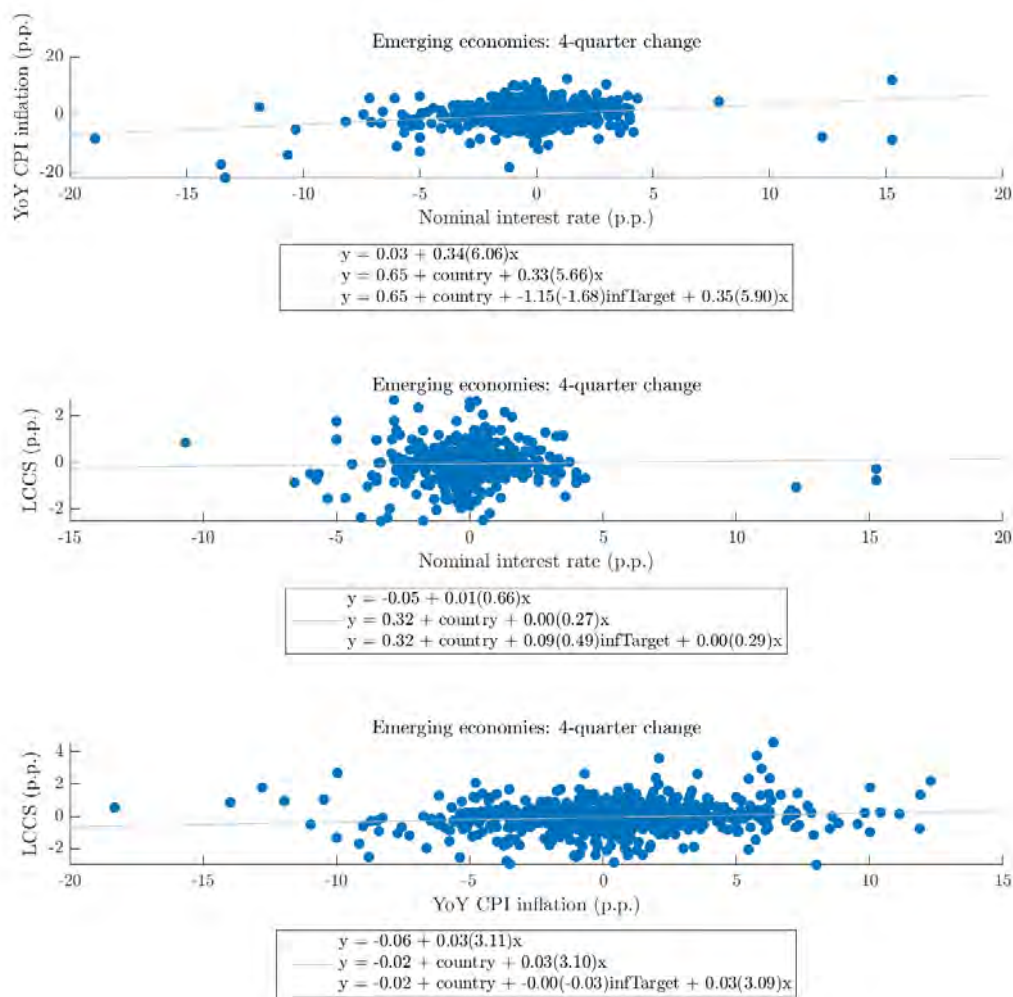 Emerging economies: 4-quarter change
YoY CPI inflation (p.p.)
20
0
-20
-20 -15 -10 -5 0 5 10 15 20
Nominal interest rate (p.p.)
y = 0.03 + 0.34(6.06)x
y = 0.65 + country + 0.33(5.66)x
y = 0.65 + country + -1.15(-1.68)infTarget + 0.35(5.90)x
Emerging economies: 4-quarter change
LCCS (p.p.)
2
0
-2
-15 -10 -5 0 5 10 15 20
Nominal interest rate (p.p.)
y = -0.05 + 0.01(0.66)x
y = 0.32 + country + 0.00(0.27)x
y = 0.32 + country + 0.09(0.49)infTarget + 0.00(0.29)x
Emerging economies: 4-quarter change
LCCS (p.p.)
4
2
0
-2
-20 -15 -10 -5 0 5 10 15
YoY CPI inflation (p.p.)
y = -0.06 + 0.03(3.11)x
y = -0.02 + country + 0.03(3.10)x
y = -0.02 + country + -0.00(-0.03)infTarget + 0.03(3.09)x